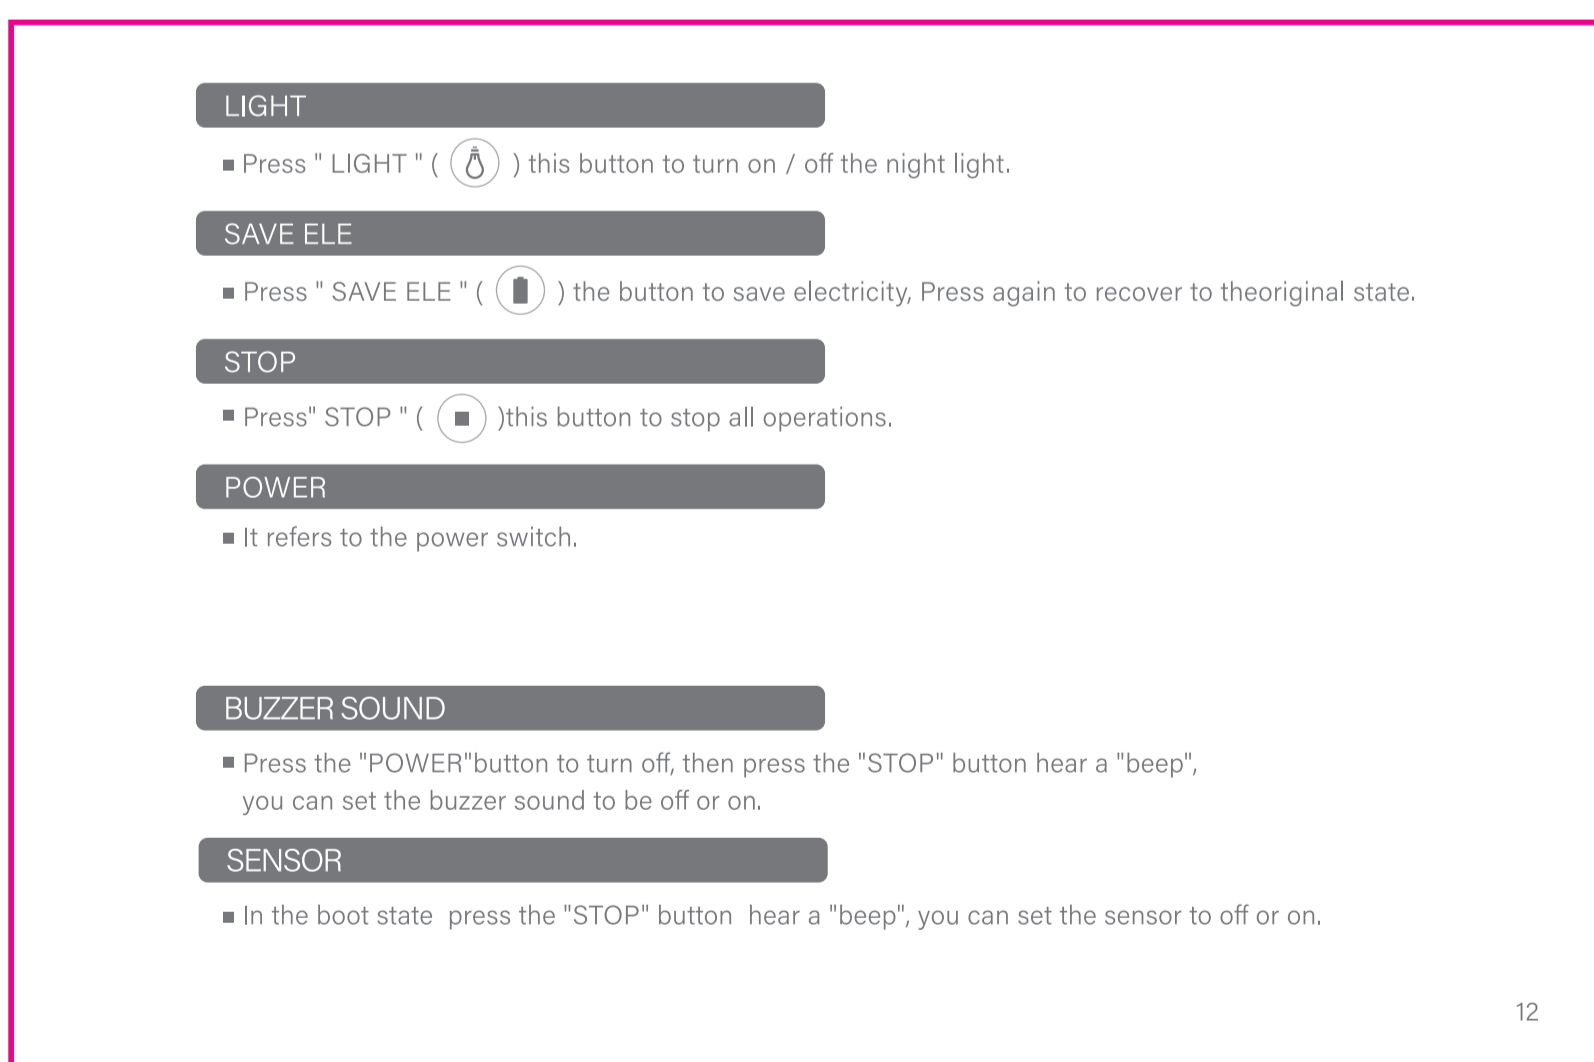 LIGHT
■ Press " LIGHT " ( ) this button to turn on / off the night light.
SAVE ELE
■ Press " SAVE ELE " ( ) the button to save electricity, Press again to recover to theoriginal state.
STOP
■ Press" STOP " ( ■ )this button to stop all operations.
POWER
■ It refers to the power switch.
BUZZER SOUND
■ Press the "POWER"button to turn off, then press the "STOP" button hear a "beep",
you can set the buzzer sound to be off or on.
SENSOR
■ In the boot state press the "STOP" button hear a "beep", you can set the sensor to off or on.
12